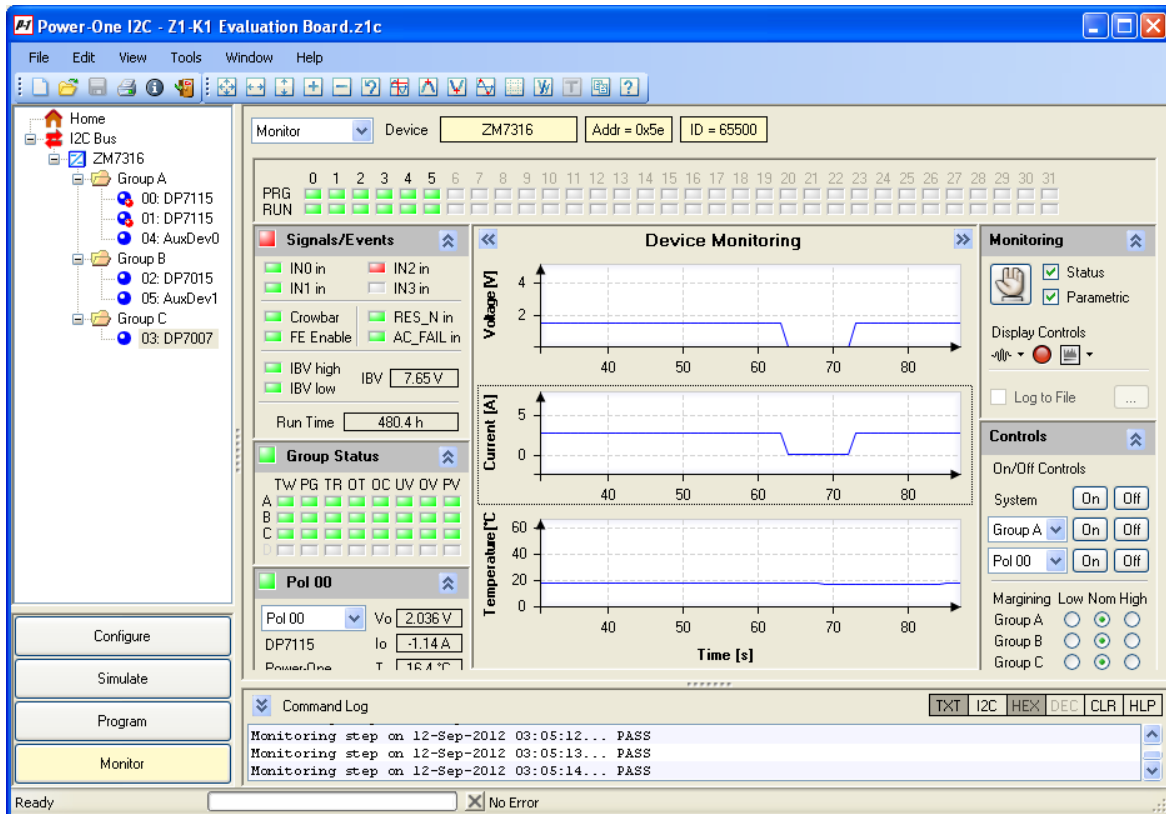 Power-One I2C - Z1-K1 Evaluation Board.z1c
File Edit View Tools Window Help
Home
I2C Bus
ZM7316
Group A
00: DP7115
01: DP7115
04: AuxDev0
Group B
02: DP7015
05: AuxDev1
Group C
03: DP7007
Configure
Simulate
Program
Monitor
Monitor Device ZM7316 Addr = 0x5e ID = 65500
0 1 2 3 4 5 6 7 8 9 10 11 12 13 14 15 16 17 18 19 20 21 22 23 24 25 26 27 28 29 30 31
PRG
RUN
Signals/Events
IN0 in IN2 in
IN1 in IN3 in
Crowbar RES_N in
FE Enable AC_FAIL in
IBV high
IBV low
IBV 7.65 V
Run Time 480.4 h
Group Status
TW PG TR OT OC UV OV PV
A
B
C
D
Pol 00
Pol 00 Vo 2.036 V
DP7115 Io -1.14 A
Power-One T 16.4 °C
Device Monitoring
Voltage [V]
4
2
40 50 60 70 80
Current [A]
5
0
40 50 60 70 80
Temperature [°C
60
40
20
0
40 50 60 70 80
Time [s]
Monitoring
Status
Parametric
Display Controls
Log to File ...
Controls
On/Off Controls
System On Off
Group A On Off
Pol 00 On Off
Margining Low Nom High
Group A
Group B
Group C
Command Log TXT I2C HEX DEC CLR HLP
Monitoring step on 12-Sep-2012 03:05:12... PASS
Monitoring step on 12-Sep-2012 03:05:13... PASS
Monitoring step on 12-Sep-2012 03:05:14... PASS
Ready No Error